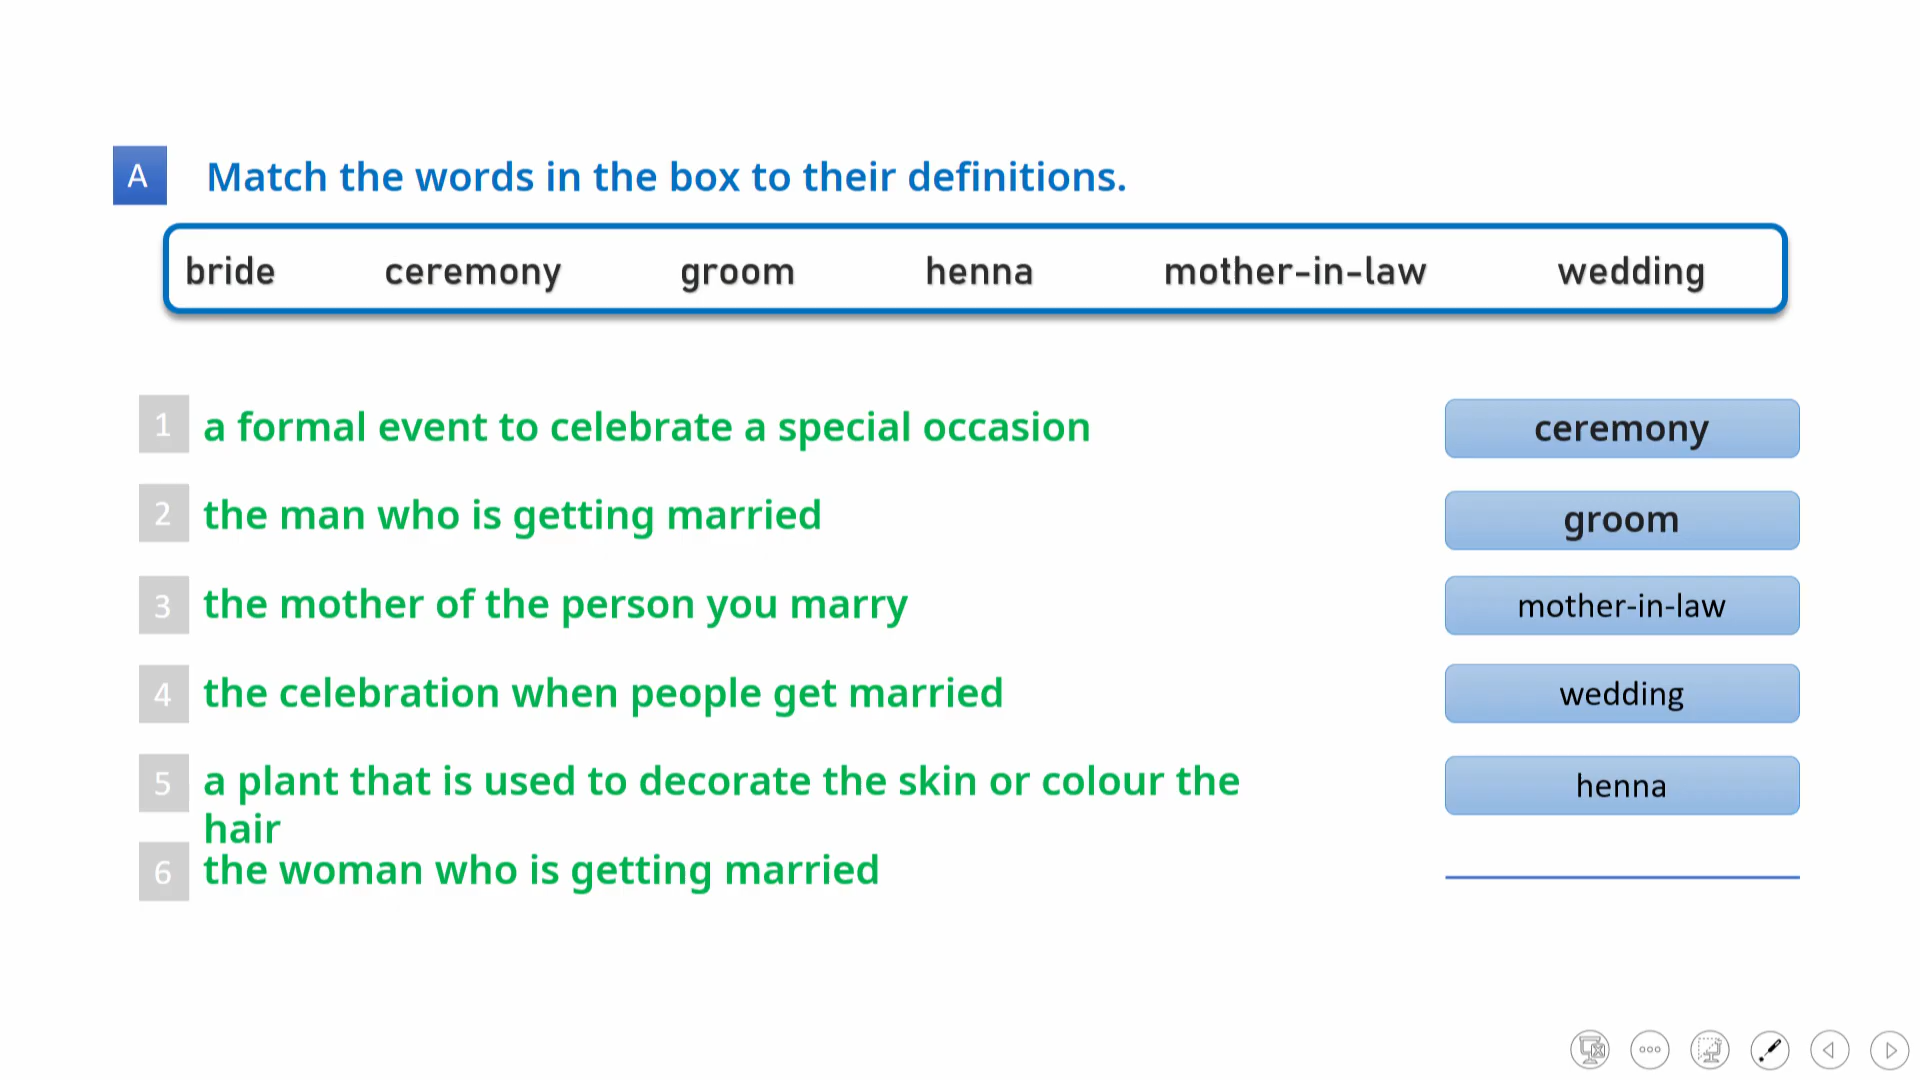 A Match the words in the box to their definitions.
bride ceremony groom henna mother-in-law wedding
1 a formal event to celebrate a special occasion ceremony
2 the man who is getting married groom
3 the mother of the person you marry mother-in-law
4 the celebration when people get married wedding
5 a plant that is used to decorate the skin or colour the henna
hair
6 the woman who is getting married